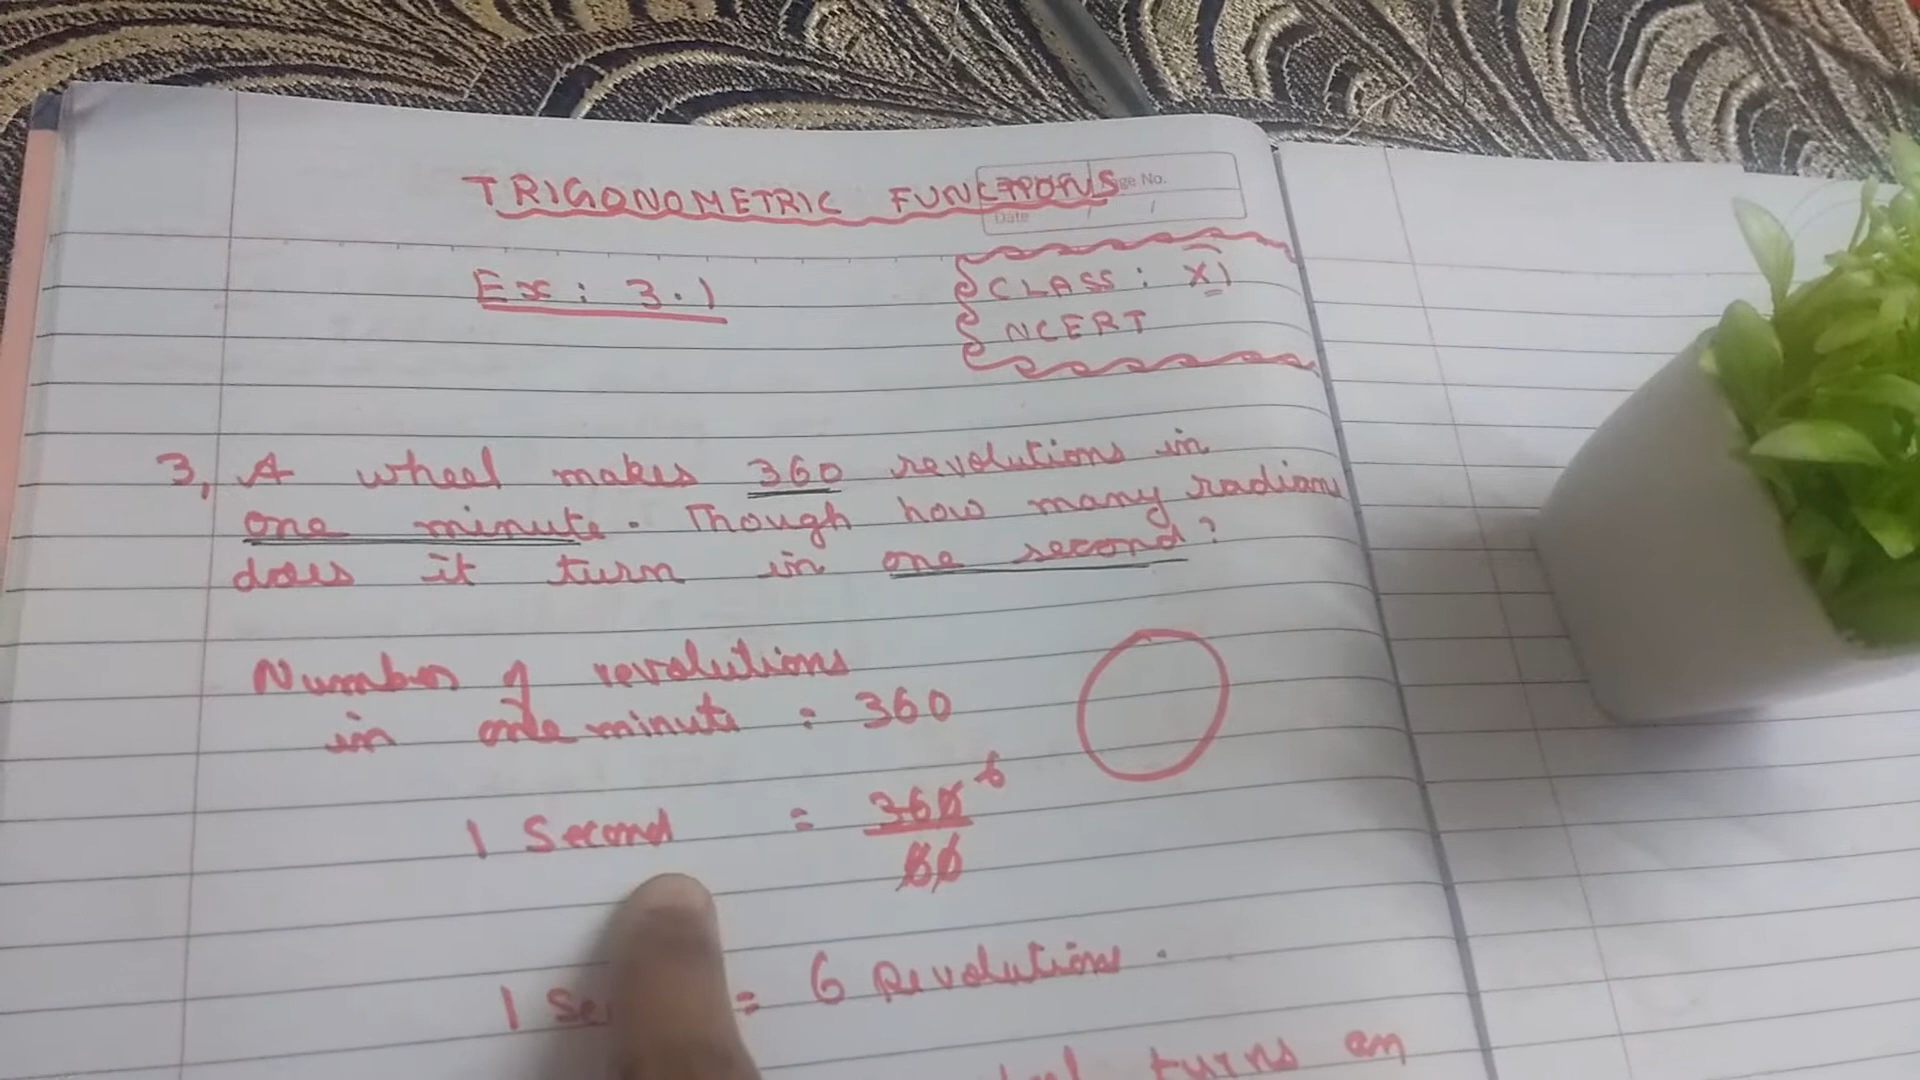 TRIGONOMETRIC FUNCTIONS
ge No.
Date / /
Ex: 3.1
CLASS: XI
NCERT
3, A wheel makes 360 revolutions in
one minute. Though how many radians
does it turn in one second?
Number of revolutions
in one minute = 360
1 Second = 360 6
60
1 Se = 6 Revolutions.
turns an